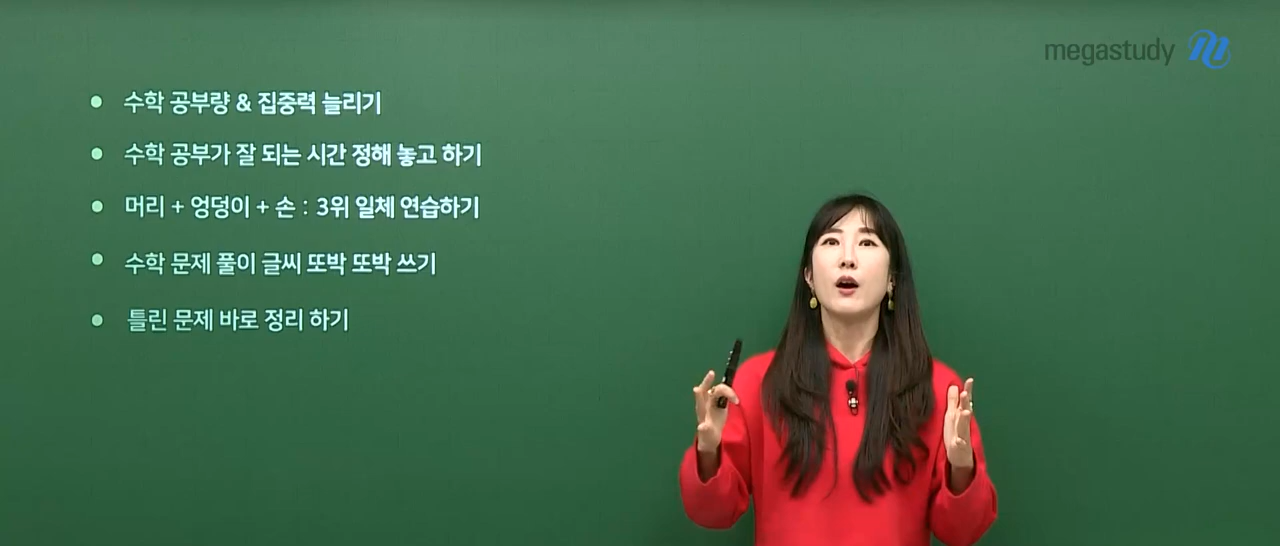 megastudy
수학 공부량 & 집중력 늘리기
수학 공부가 잘 되는 시간 정해 놓고 하기
머리 + 엉덩이 + 손 : 3위 일체 연습하기
수학 문제 풀이 글씨 또박 또박 쓰기
틀린 문제 바로 정리 하기